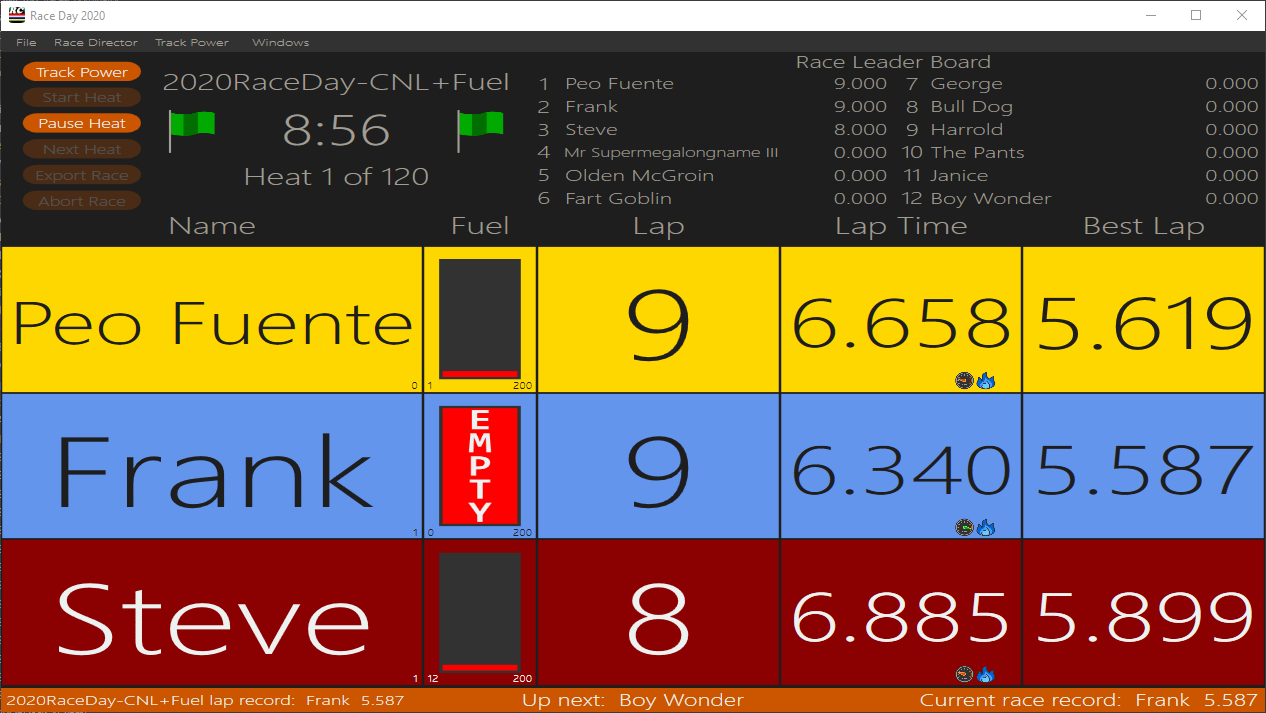 RC Race Day 2020
File Race Director Track Power Windows
Race Leader Board
Track Power
Start Heat
Pause Heat
Next Heat
Export Race
Abort Race
2020RaceDay-CNL+Fuel
8:56
Heat 1 of 120
1 Peo Fuente 9.000 7 George 0.000
2 Frank 9.000 8 Bull Dog 0.000
3 Steve 8.000 9 Harrold 0.000
4 Mr Supermegalongname III 0.000 10 The Pants 0.000
5 Olden McGroin 0.000 11 Janice 0.000
6 Fart Goblin 0.000 12 Boy Wonder 0.000
Name Fuel Lap Lap Time Best Lap
Peo Fuente 9 6.658 5.619
0 1 200
Frank EMPTY 9 6.340 5.587
1 0 200
Steve 8 6.885 5.899
1 12 200
2020RaceDay-CNL+Fuel lap record: Frank 5.587 Up next: Boy Wonder Current race record: Frank 5.587